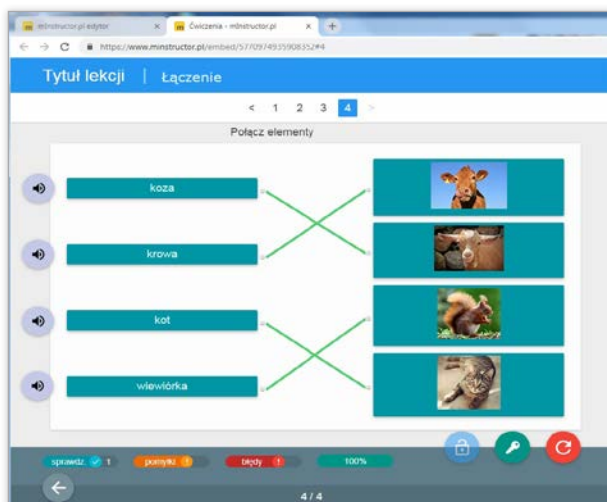 mInstructor.pl edytor
Ćwiczenia - mInstructor.pl
https://www.minstructor.pl/embed/5770974935908352#4
Tytuł lekcji | Łączenie
< 1 2 3 4 >
Połącz elementy
koza
krowa
kot
wiewiórka
sprawdz. 1 pomyłki ! błędy ! 100%
4 / 4